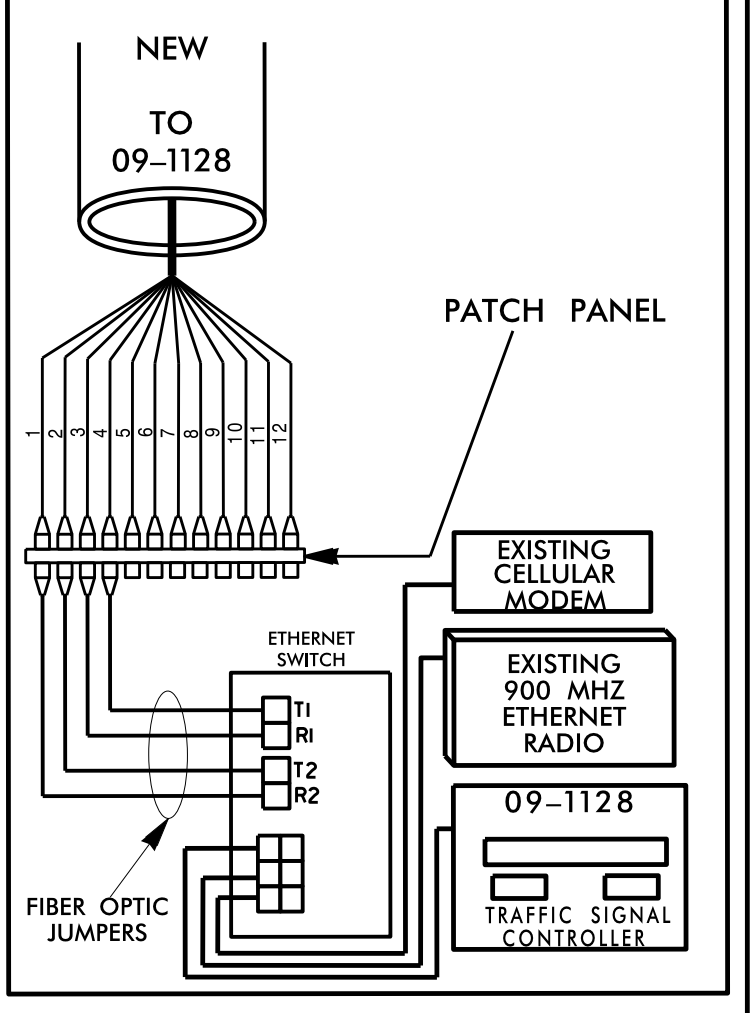 NEW
TO
09–1128
PATCH PANEL
1
2
3
4
5
6
7
8
9
10
11
12
EXISTING
CELLULAR
MODEM
ETHERNET
SWITCH
EXISTING
900 MHZ
ETHERNET
RADIO
T1
R1
T2
R2
09–1128
TRAFFIC SIGNAL
CONTROLLER
FIBER OPTIC
JUMPERS